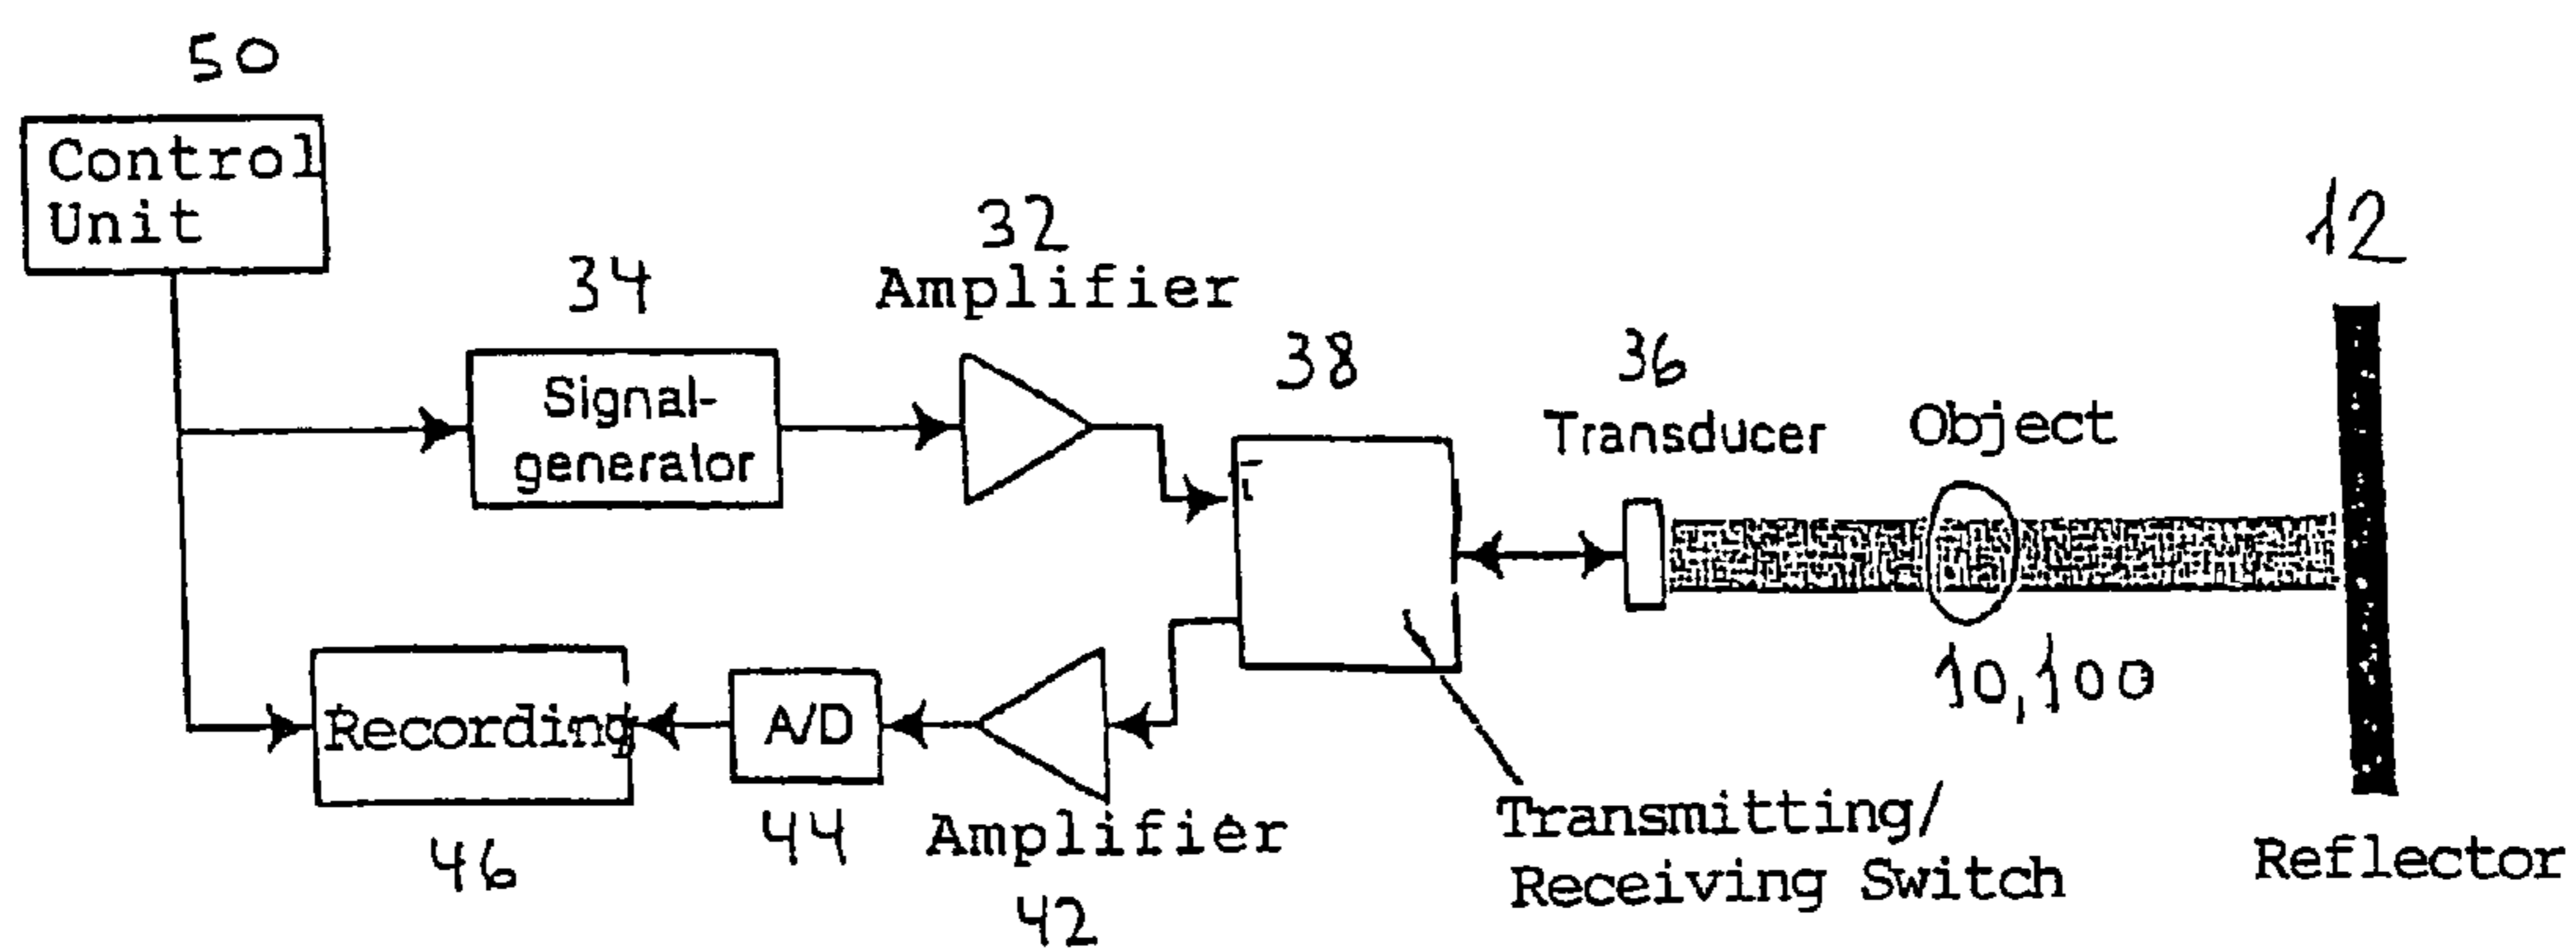 50
Control
Unit
34
Signal-
generator
32
Amplifier
38
36
Transducer
Object
10,100
12
Reflector
Transmitting/
Receiving Switch
Amplifier
42
A/D
44
Recording
46